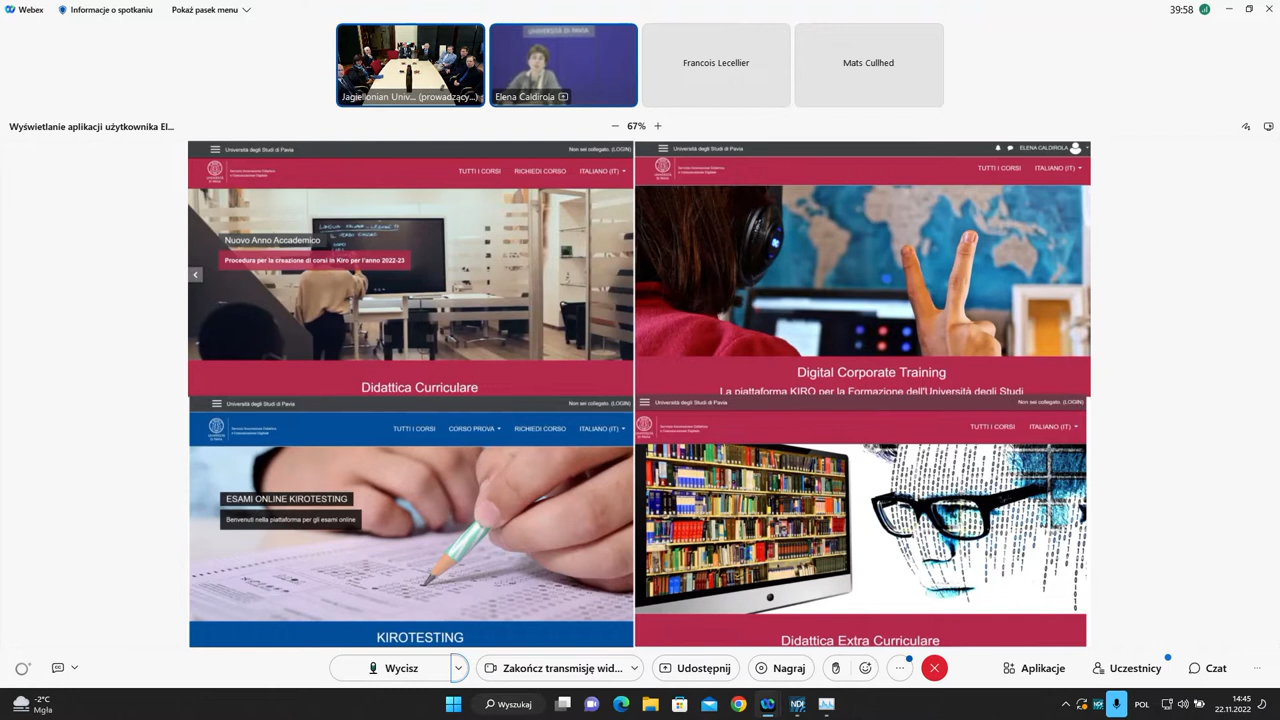 Webex
Informacje o spotkaniu
Pokaż pasek menu
39:58
UNIVERSITÀ DI PAVIA
Jagiellonian Univ... (prowadzący...)
Elena Caldirola
Francois Lecellier
Mats Cullhed
Wyświetlanie aplikacji użytkownika El...
67%
Università degli Studi di Pavia
Non sei collegato. (LOGIN)
TUTTI I CORSI
RICHIEDI CORSO
ITALIANO (IT)
Nuovo Anno Accademico
Procedura per la creazione di corsi in Kiro per l'anno 2022-23
Didattica Curriculare
Università degli Studi di Pavia
ELENA CALDIROLA
TUTTI I CORSI
ITALIANO (IT)
Digital Corporate Training
La piattaforma KIRO per la Formazione dell'Università degli Studi
Università degli Studi di Pavia
Non sei collegato. (LOGIN)
TUTTI I CORSI
CORSO PROVA
RICHIEDI CORSO
ITALIANO (IT)
ESAMI ONLINE KIROTESTING
Benvenuti nella piattaforma per gli esami online
KIROTESTING
Università degli Studi di Pavia
Non sei collegato. (LOGIN)
TUTTI I CORSI
ITALIANO (IT)
Didattica Extra Curriculare
Wycisz
Zakończ transmisję wid...
Udostępnij
Nagraj
Aplikacje
Uczestnicy
Czat
-2°C
Mgła
Wyszukaj
NDI
POL
14:45
22.11.2022